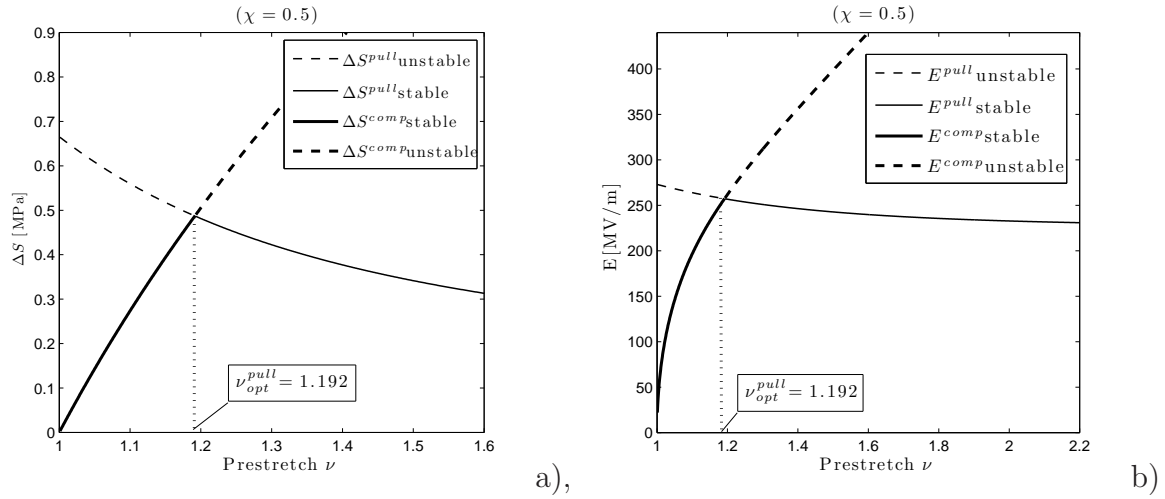 (χ = 0.5)
0.9
0.8
0.7
0.6
0.5
0.4
0.3
0.2
0.1
0
ΔS [MPa]
ΔS^pull unstable
ΔS^pull stable
ΔS^comp stable
ΔS^comp unstable
ν_opt^pull = 1.192
1 1.1 1.2 1.3 1.4 1.5 1.6
Prestretch ν
a),
(χ = 0.5)
400
350
300
250
200
150
100
50
0
E [MV/m]
E^pull unstable
E^pull stable
E^comp stable
E^comp unstable
ν_opt^pull = 1.192
1 1.2 1.4 1.6 1.8 2 2.2
Prestretch ν
b)